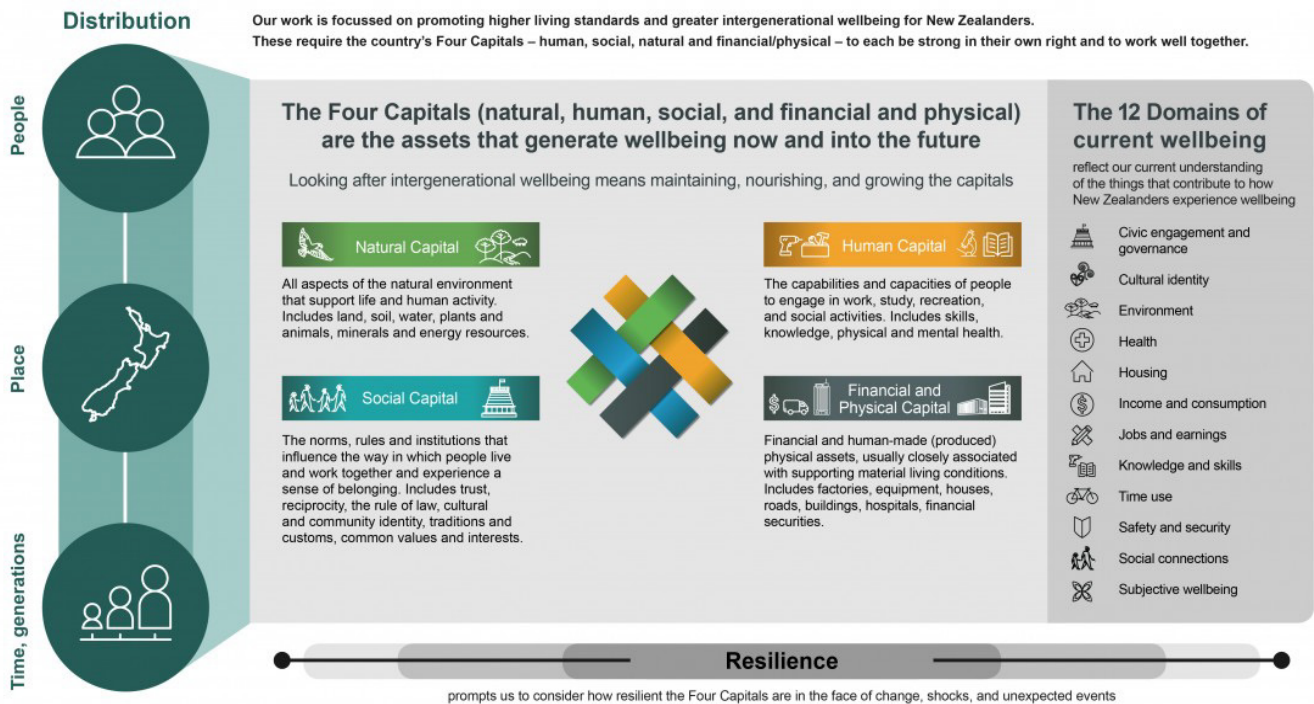 Distribution
Our work is focussed on promoting higher living standards and greater intergenerational wellbeing for New Zealanders.
These require the country's Four Capitals – human, social, natural and financial/physical – to each be strong in their own right and to work well together.
People
Place
Time, generations
The Four Capitals (natural, human, social, and financial and physical)
are the assets that generate wellbeing now and into the future
Looking after intergenerational wellbeing means maintaining, nourishing, and growing the capitals
Natural Capital
All aspects of the natural environment
that support life and human activity.
Includes land, soil, water, plants and
animals, minerals and energy resources.
Human Capital
The capabilities and capacities of people
to engage in work, study, recreation,
and social activities. Includes skills,
knowledge, physical and mental health.
Social Capital
The norms, rules and institutions that
influence the way in which people live
and work together and experience a
sense of belonging. Includes trust,
reciprocity, the rule of law, cultural
and community identity, traditions and
customs, common values and interests.
$
Financial and
Physical Capital
Financial and human-made (produced)
physical assets, usually closely associated
with supporting material living conditions.
Includes factories, equipment, houses,
roads, buildings, hospitals, financial
securities.
The 12 Domains of
current wellbeing
reflect our current understanding
of the things that contribute to how
New Zealanders experience wellbeing
Civic engagement and
governance
Cultural identity
Environment
Health
Housing
$ Income and consumption
Jobs and earnings
Knowledge and skills
Time use
Safety and security
Social connections
Subjective wellbeing
Resilience
prompts us to consider how resilient the Four Capitals are in the face of change, shocks, and unexpected events